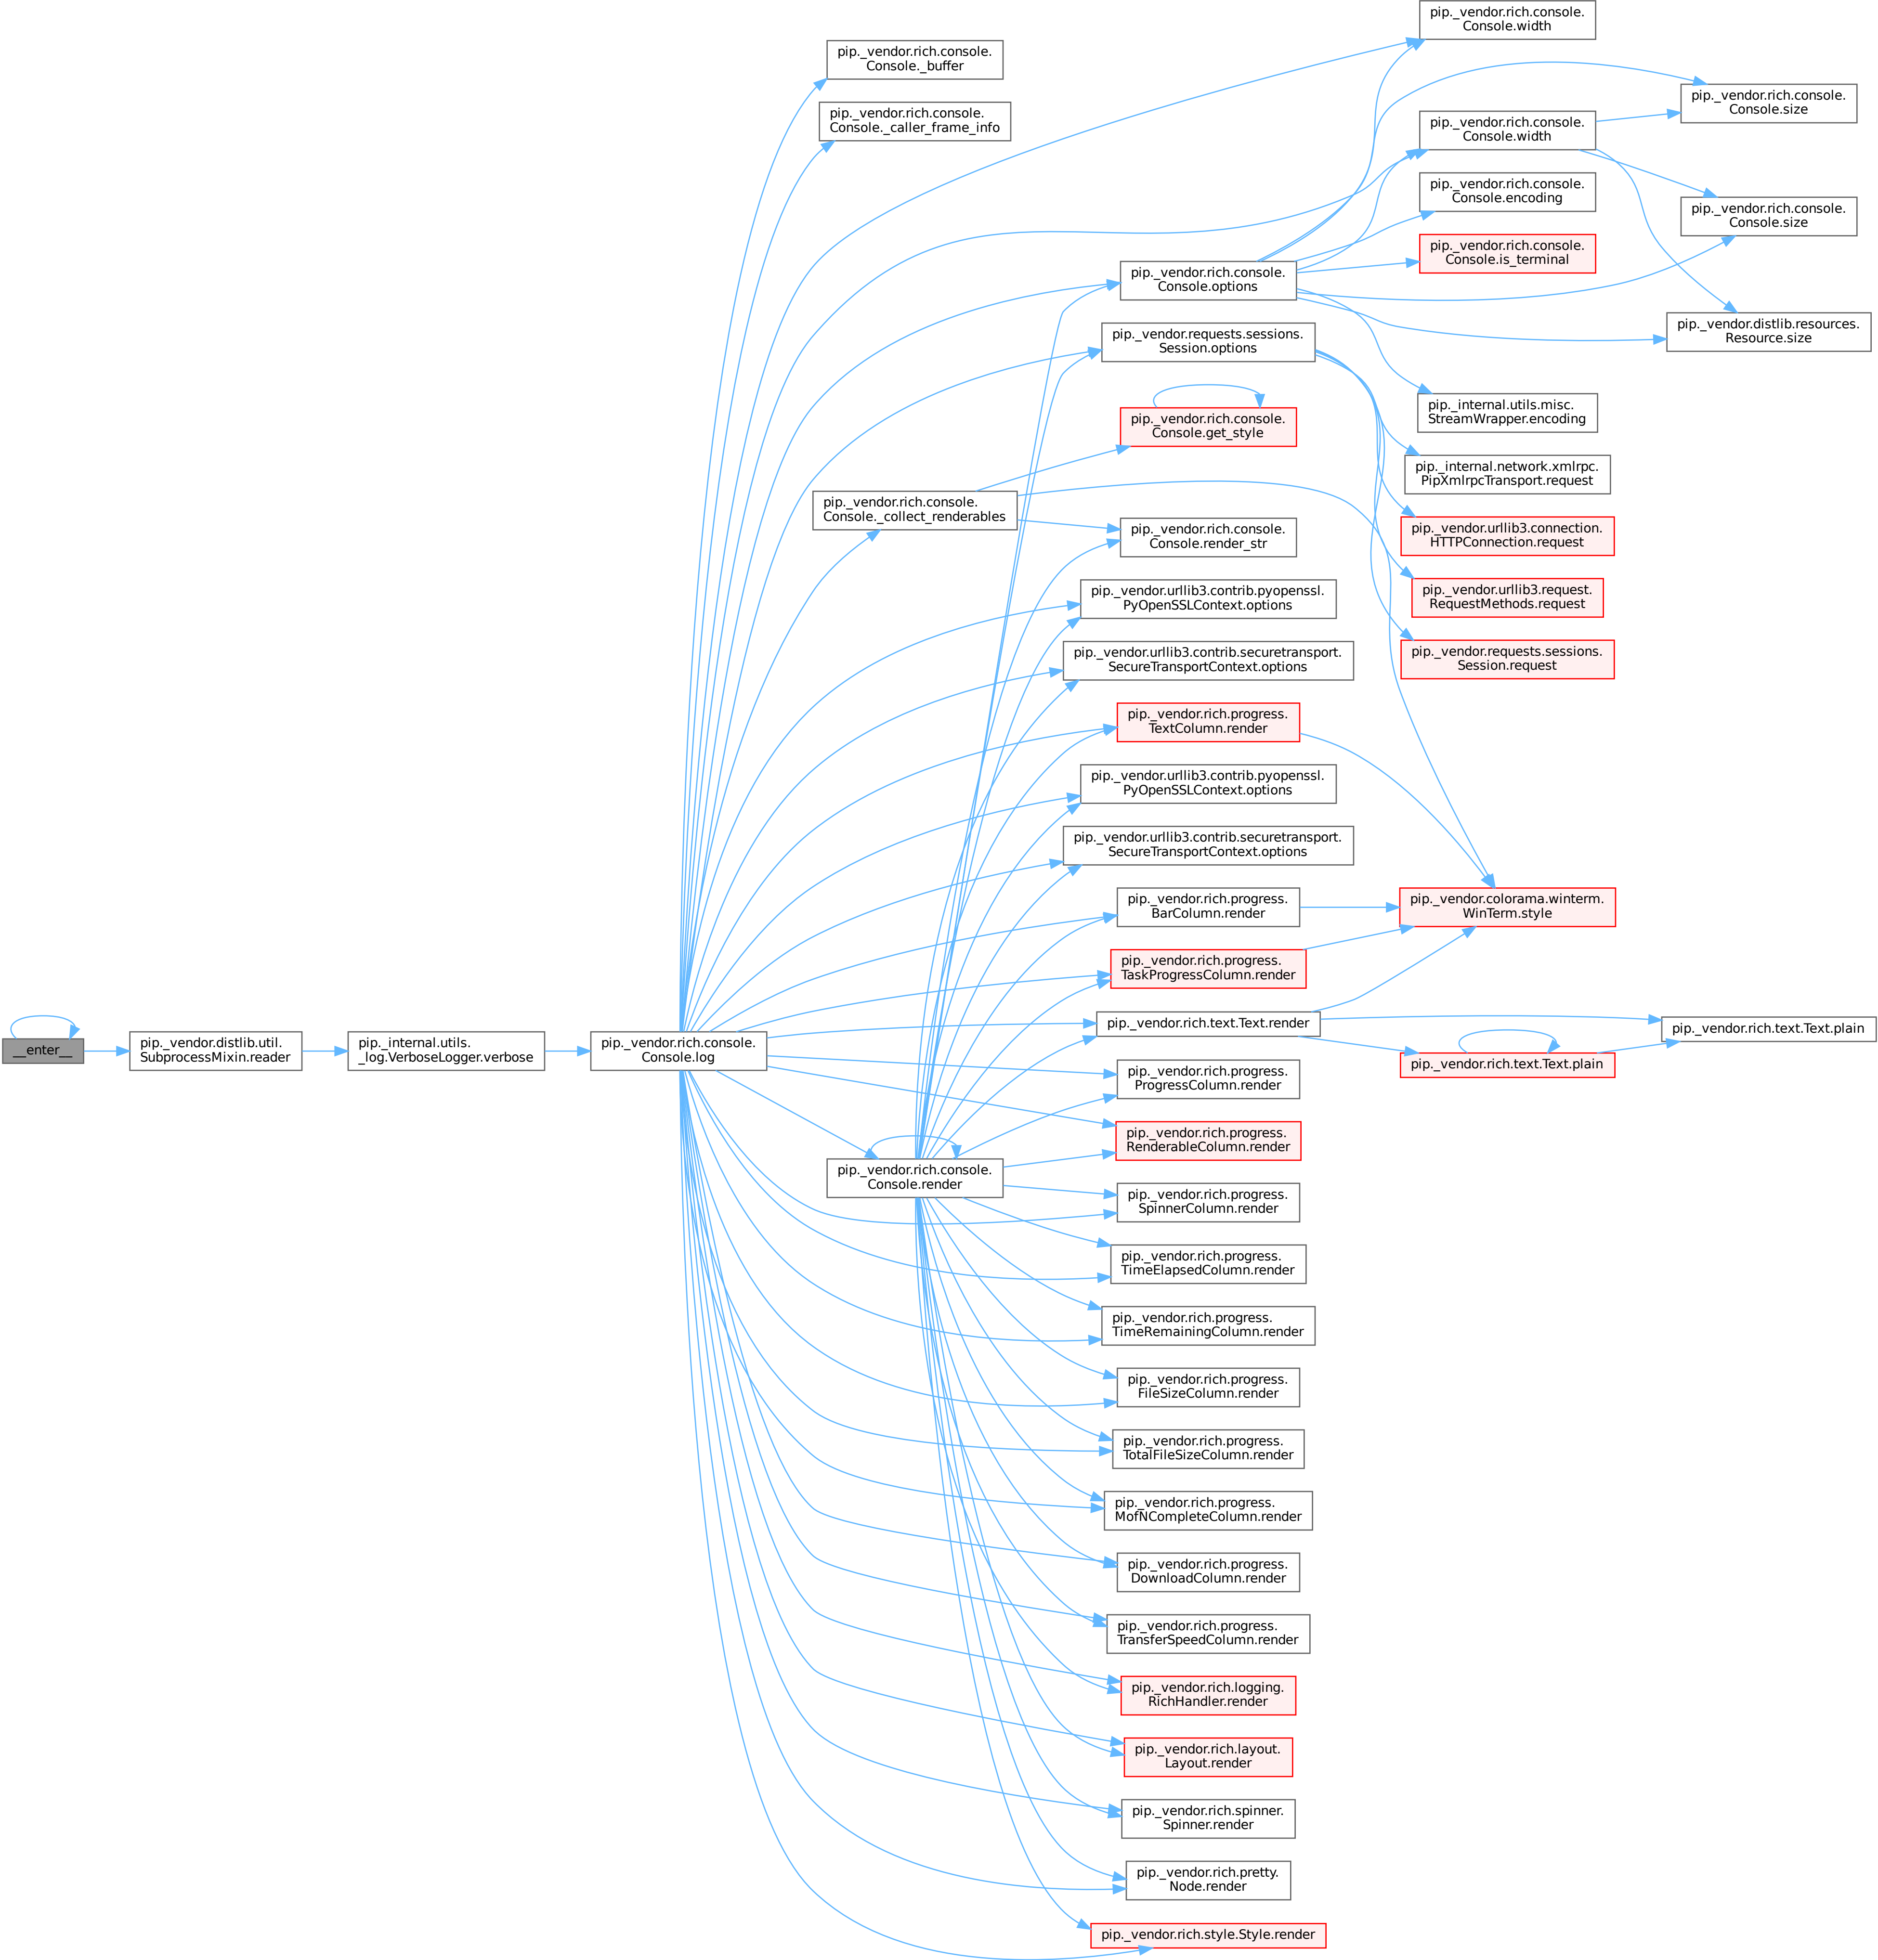 __enter__
pip._vendor.distlib.util.
SubprocessMixin.reader
pip._internal.utils.
_log.VerboseLogger.verbose
pip._vendor.rich.console.
Console.log
pip._vendor.rich.console.
Console._buffer
pip._vendor.rich.console.
Console._caller_frame_info
pip._vendor.rich.console.
Console._collect_renderables
pip._vendor.rich.console.
Console.render
pip._vendor.rich.console.
Console.options
pip._vendor.requests.sessions.
Session.options
pip._vendor.rich.console.
Console.get_style
pip._vendor.rich.console.
Console.render_str
pip._vendor.urllib3.contrib.pyopenssl.
PyOpenSSLContext.options
pip._vendor.urllib3.contrib.securetransport.
SecureTransportContext.options
pip._vendor.rich.progress.
TextColumn.render
pip._vendor.urllib3.contrib.pyopenssl.
PyOpenSSLContext.options
pip._vendor.urllib3.contrib.securetransport.
SecureTransportContext.options
pip._vendor.rich.progress.
BarColumn.render
pip._vendor.rich.progress.
TaskProgressColumn.render
pip._vendor.rich.text.Text.render
pip._vendor.rich.progress.
ProgressColumn.render
pip._vendor.rich.progress.
RenderableColumn.render
pip._vendor.rich.progress.
SpinnerColumn.render
pip._vendor.rich.progress.
TimeElapsedColumn.render
pip._vendor.rich.progress.
TimeRemainingColumn.render
pip._vendor.rich.progress.
FileSizeColumn.render
pip._vendor.rich.progress.
TotalFileSizeColumn.render
pip._vendor.rich.progress.
MofNCompleteColumn.render
pip._vendor.rich.progress.
DownloadColumn.render
pip._vendor.rich.progress.
TransferSpeedColumn.render
pip._vendor.rich.logging.
RichHandler.render
pip._vendor.rich.layout.
Layout.render
pip._vendor.rich.spinner.
Spinner.render
pip._vendor.rich.pretty.
Node.render
pip._vendor.rich.style.Style.render
pip._vendor.rich.console.
Console.width
pip._vendor.rich.console.
Console.width
pip._vendor.rich.console.
Console.encoding
pip._vendor.rich.console.
Console.is_terminal
pip._internal.utils.misc.
StreamWrapper.encoding
pip._internal.network.xmlrpc.
PipXmlrpcTransport.request
pip._vendor.urllib3.connection.
HTTPConnection.request
pip._vendor.urllib3.request.
RequestMethods.request
pip._vendor.requests.sessions.
Session.request
pip._vendor.colorama.winterm.
WinTerm.style
pip._vendor.rich.text.Text.plain
pip._vendor.rich.console.
Console.size
pip._vendor.rich.console.
Console.size
pip._vendor.distlib.resources.
Resource.size
pip._vendor.rich.text.Text.plain